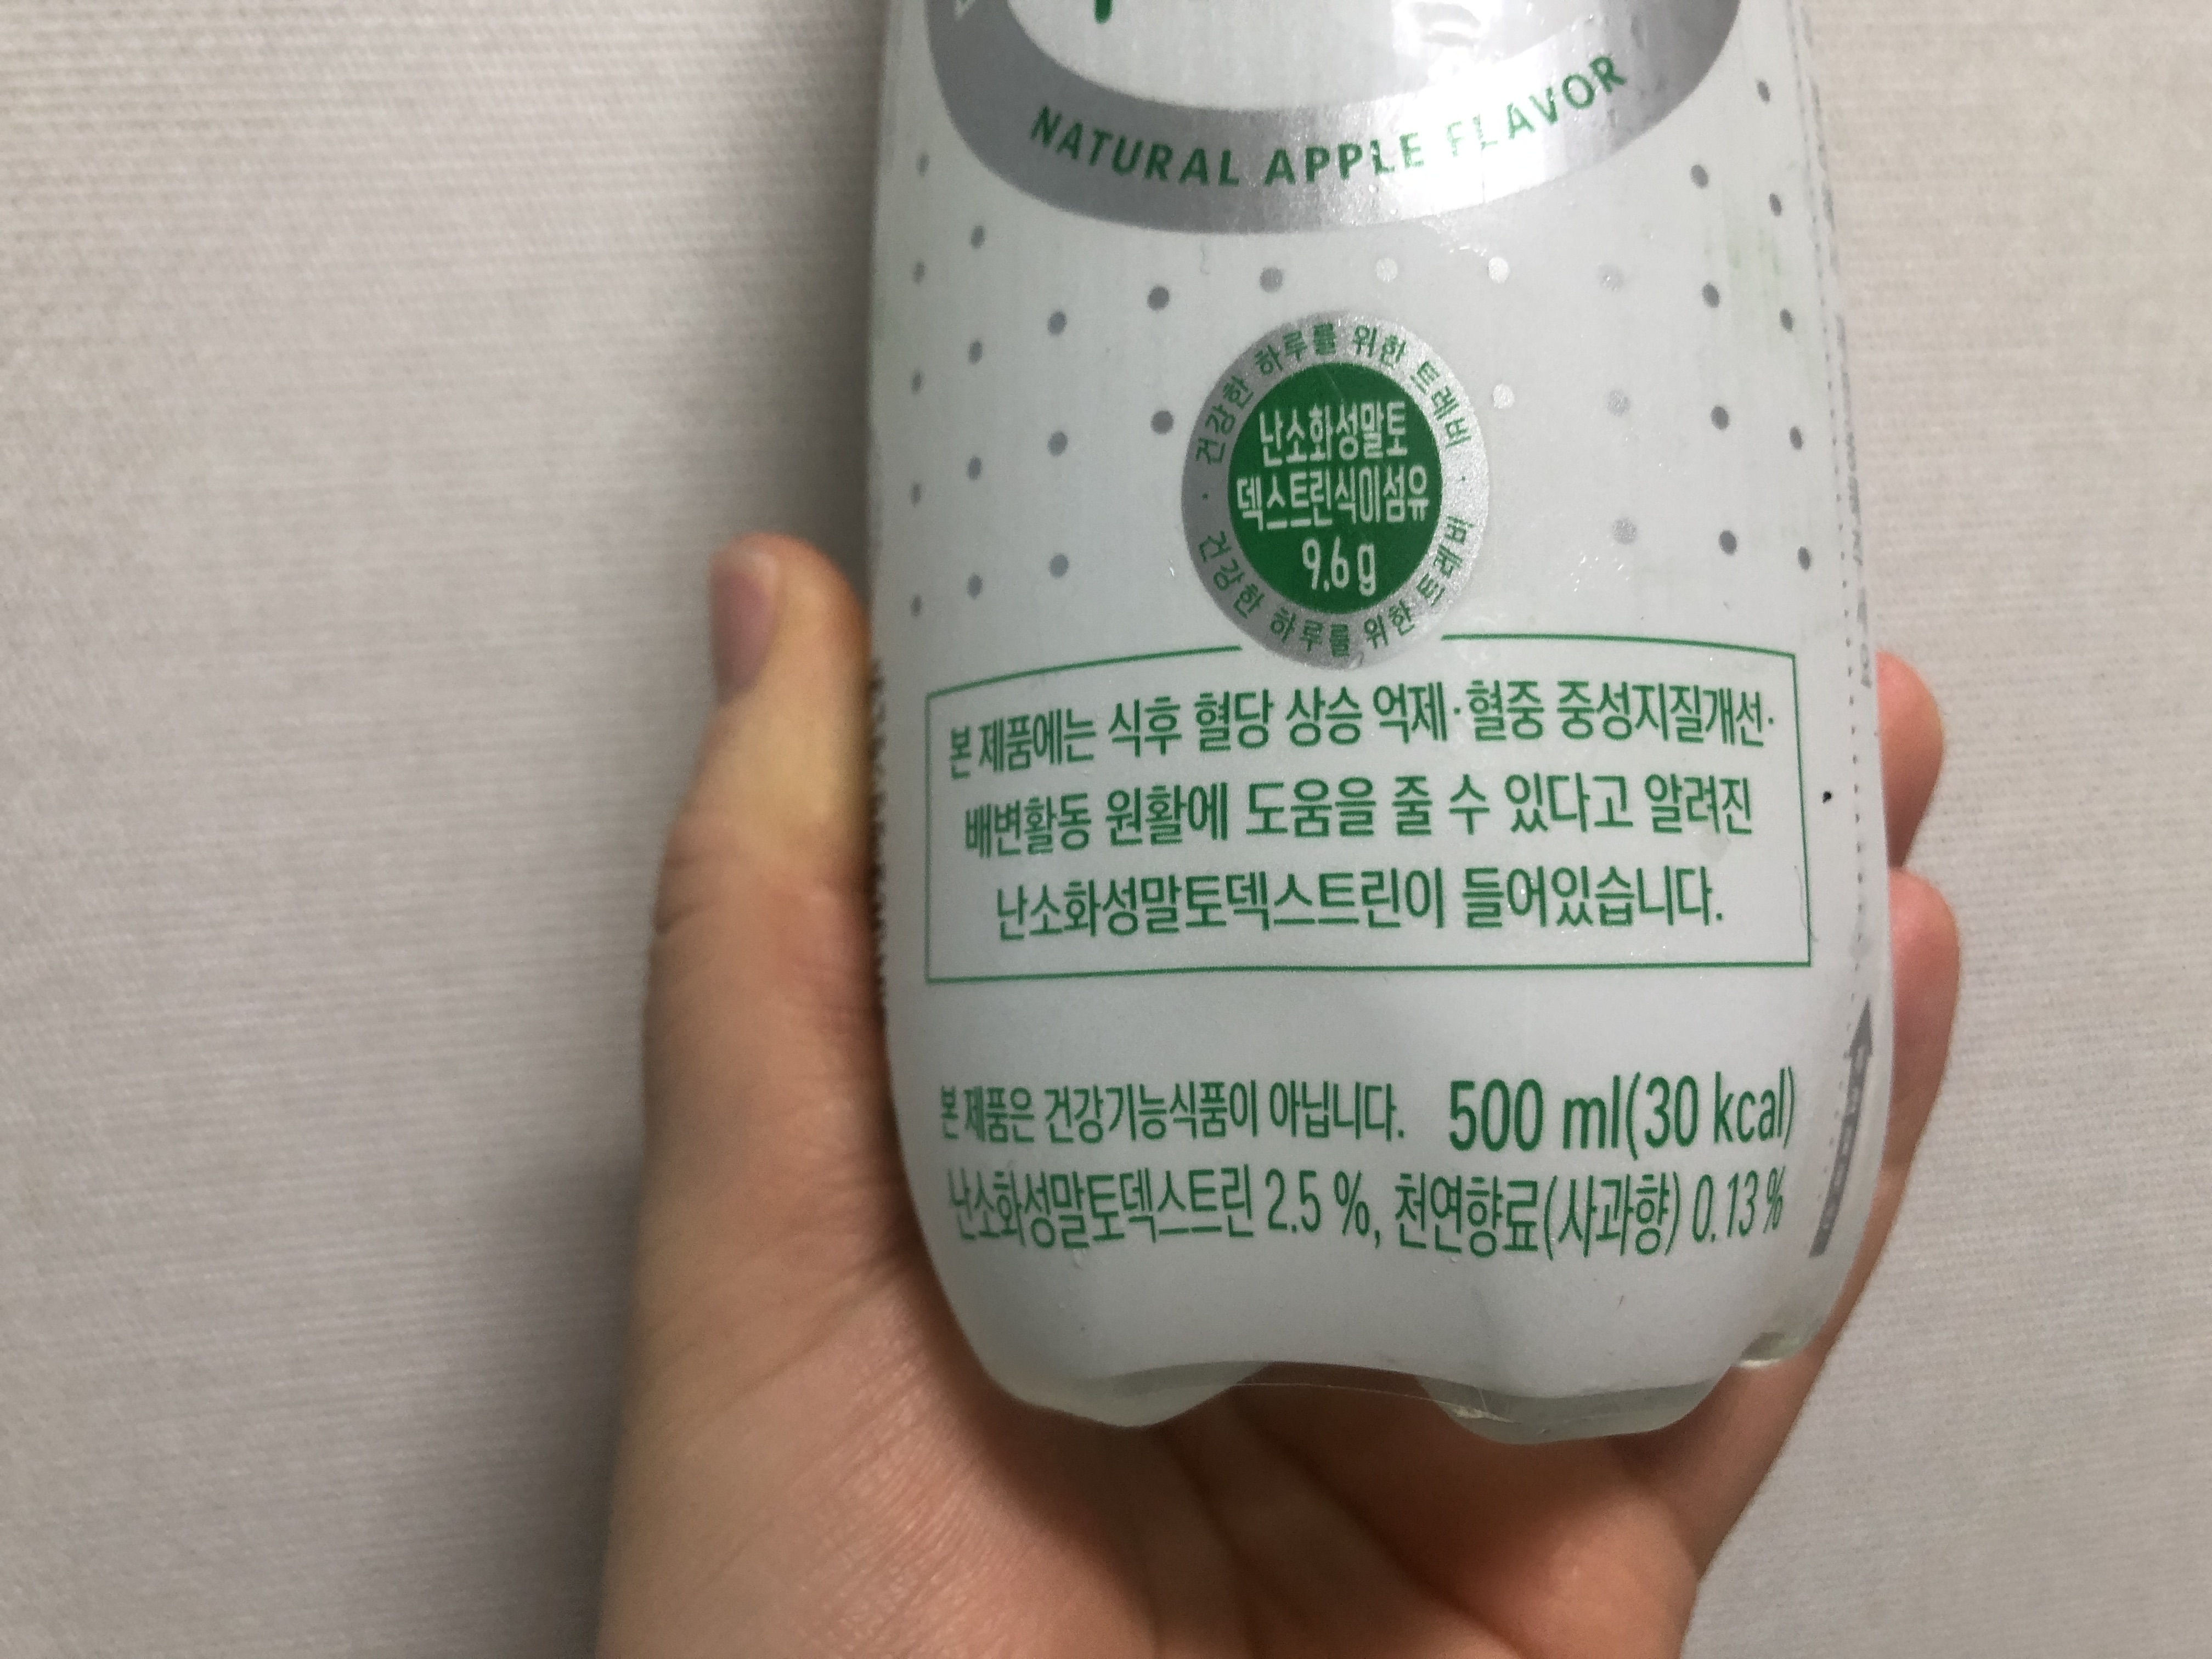 NATURAL APPLE FLAVOR
건강한 하루를 위한 트레비
난소화성말토
덱스트린식이섬유
9.6 g
건강한 하루를 위한 트레비
본 제품에는 식후 혈당 상승 억제·혈중 중성지질개선·
배변활동 원활에 도움을 줄 수 있다고 알려진
난소화성말토덱스트린이 들어있습니다.
본 제품은 건강기능식품이 아닙니다. 500 ml(30 kcal)
난소화성말토덱스트린 2.5 %, 천연향료(사과향) 0.13 %